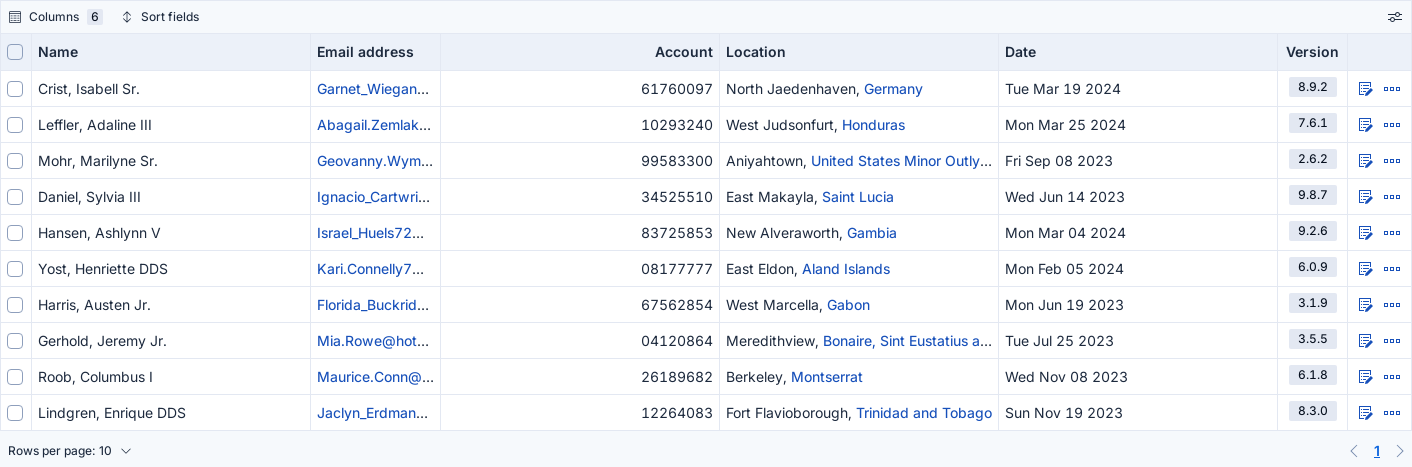 Columns 6 Sort fields
Name Email address Account Location Date Version
Crist, Isabell Sr. Garnet_Wiegan... 61760097 North Jaedenhaven, Germany Tue Mar 19 2024 8.9.2
Leffler, Adaline III Abagail.Zemlak... 10293240 West Judsonfurt, Honduras Mon Mar 25 2024 7.6.1
Mohr, Marilyne Sr. Geovanny.Wym... 99583300 Aniyahtown, United States Minor Outly... Fri Sep 08 2023 2.6.2
Daniel, Sylvia III Ignacio_Cartwri... 34525510 East Makayla, Saint Lucia Wed Jun 14 2023 9.8.7
Hansen, Ashlynn V Israel_Huels72... 83725853 New Alveraworth, Gambia Mon Mar 04 2024 9.2.6
Yost, Henriette DDS Kari.Connelly7... 08177777 East Eldon, Aland Islands Mon Feb 05 2024 6.0.9
Harris, Austen Jr. Florida_Buckrid... 67562854 West Marcella, Gabon Mon Jun 19 2023 3.1.9
Gerhold, Jeremy Jr. Mia.Rowe@hot... 04120864 Meredithview, Bonaire, Sint Eustatius a... Tue Jul 25 2023 3.5.5
Roob, Columbus I Maurice.Conn@... 26189682 Berkeley, Montserrat Wed Nov 08 2023 6.1.8
Lindgren, Enrique DDS Jaclyn_Erdman... 12264083 Fort Flavioborough, Trinidad and Tobago Sun Nov 19 2023 8.3.0
Rows per page: 10 1